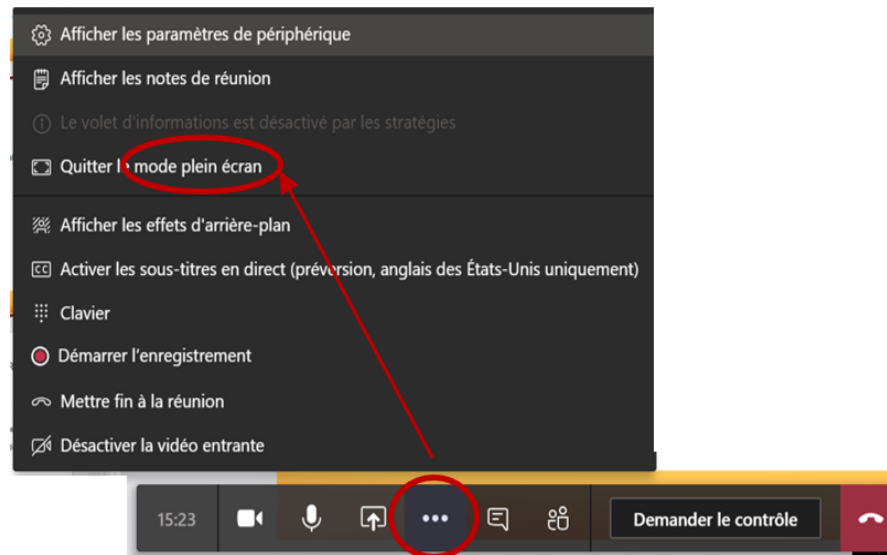 Afficher les paramètres de périphérique
Afficher les notes de réunion
Le volet d'informations est désactivé par les stratégies
Quitter le mode plein écran
Afficher les effets d'arrière-plan
CC Activer les sous-titres en direct (préversion, anglais des États-Unis uniquement)
Clavier
Démarrer l'enregistrement
Mettre fin à la réunion
Désactiver la vidéo entrante
15:23 Demander le contrôle